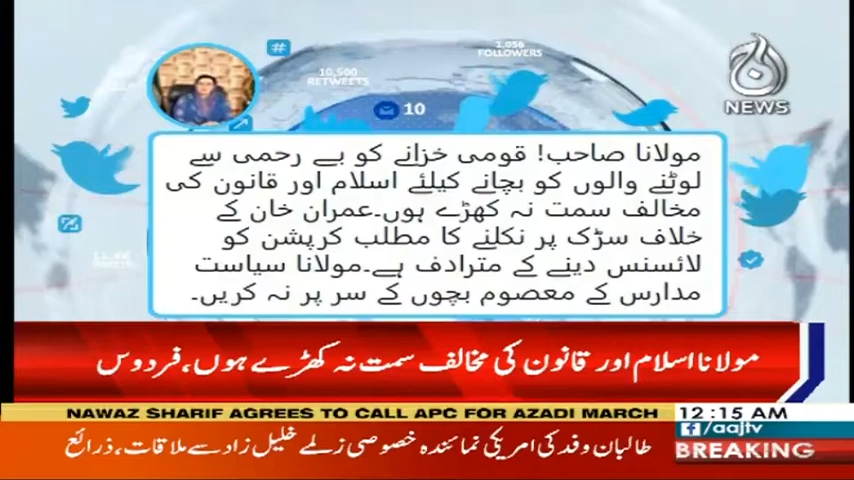 1,056
FOLLOWERS
10,500
RETWEETS
#
10
NEWS
مولانا صاحب! قومی خزانے کو بے رحمی سے
لوٹنے والوں کو بچانے کیلئے اسلام اور قانون کی
مخالف سمت نہ کھڑے ہوں۔عمران خان کے
خلاف سڑک پر نکلنے کا مطلب کرپشن کو
لائسنس دینے کے مترادف ہے۔مولانا سیاست
مدارس کے معصوم بچوں کے سر پر نہ کریں۔
مولانا اسلام اور قانون کی مخالف سمت نہ کھڑے ہوں،فردوس
NAWAZ SHARIF AGREES TO CALL APC FOR AZADI MARCH
12:15 AM
f/aajtv
طالبان وفد کی امریکی نمائندہ خصوصی زلمے خلیل زاد سے ملاقات، ذرائع
BREAKING